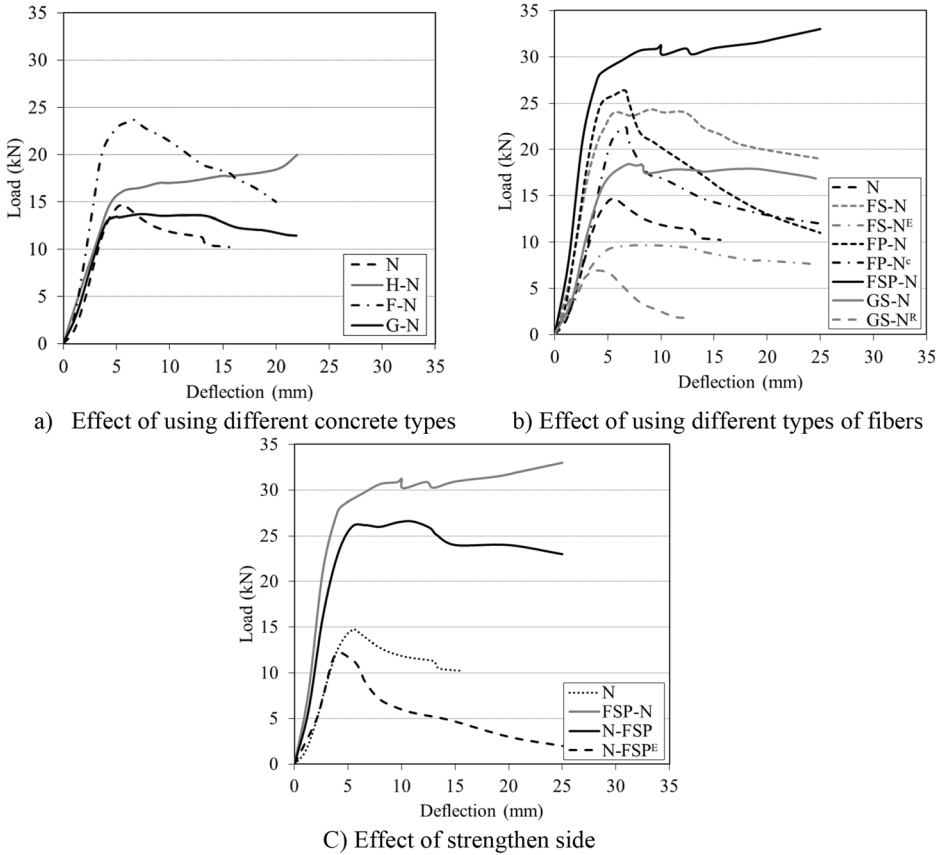 35
30
25
20
15
10
5
0
Load (kN)
N
H-N
F-N
G-N
0 5 10 15 20 25 30 35
Deflection (mm)
a) Effect of using different concrete types
35
30
25
20
15
10
5
0
Load (kN)
N
FS-N
FS-Nᴱ
FP-N
FP-Nᶜ
FSP-N
GS-N
GS-Nᴿ
0 5 10 15 20 25 30 35
Deflection (mm)
b) Effect of using different types of fibers
35
30
25
20
15
10
5
0
Load (kN)
N
FSP-N
N-FSP
N-FSPᴱ
0 5 10 15 20 25 30 35
Deflection (mm)
C) Effect of strengthen side